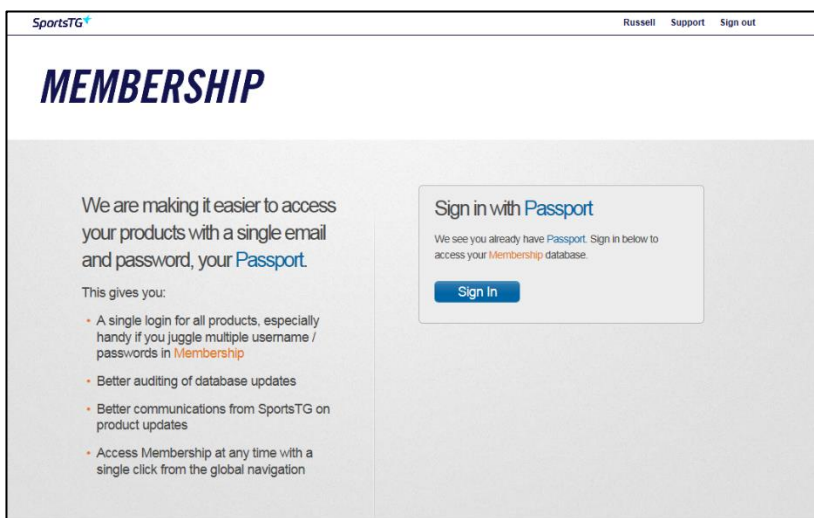 SportsTG
Russell Support Sign out
MEMBERSHIP
We are making it easier to access
your products with a single email
and password, your Passport.
This gives you:
• A single login for all products, especially
handy if you juggle multiple username /
passwords in Membership
• Better auditing of database updates
• Better communications from SportsTG on
product updates
• Access Membership at any time with a
single click from the global navigation
Sign in with Passport
We see you already have Passport. Sign in below to
access your Membership database.
Sign In